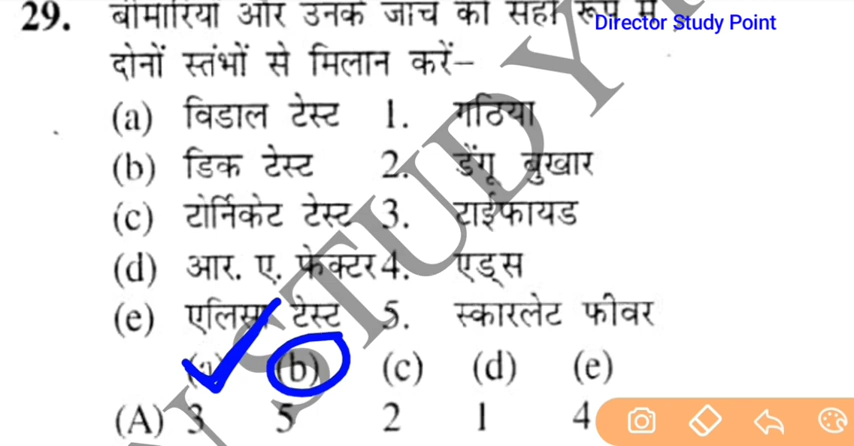 29. बीमारियों और उनके जाँच को सही रूप में
Director Study Point
दोनों स्तंभों से मिलान करें–
(a) विडाल टेस्ट 1. गठिया
(b) डिक टेस्ट 2. डेंगू बुखार
(c) टोर्निकेट टेस्ट 3. टाईफायड
(d) आर. ए. फेक्टर 4. एड्स
(e) एलिसा टेस्ट 5. स्कारलेट फीवर
(a) (b) (c) (d) (e)
(A) 3 5 2 1 4
STUDY